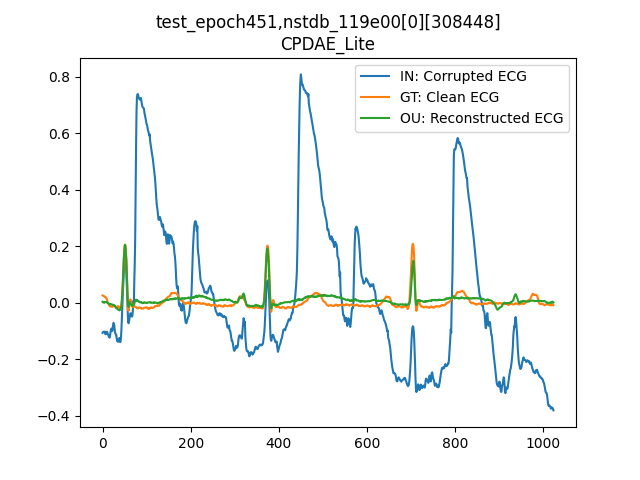 test_epoch451,nstdb_119e00[0][308448]
CPDAE_Lite
IN: Corrupted ECG
GT: Clean ECG
OU: Reconstructed ECG
0.8
0.6
0.4
0.2
0.0
−0.2
−0.4
0 200 400 600 800 1000